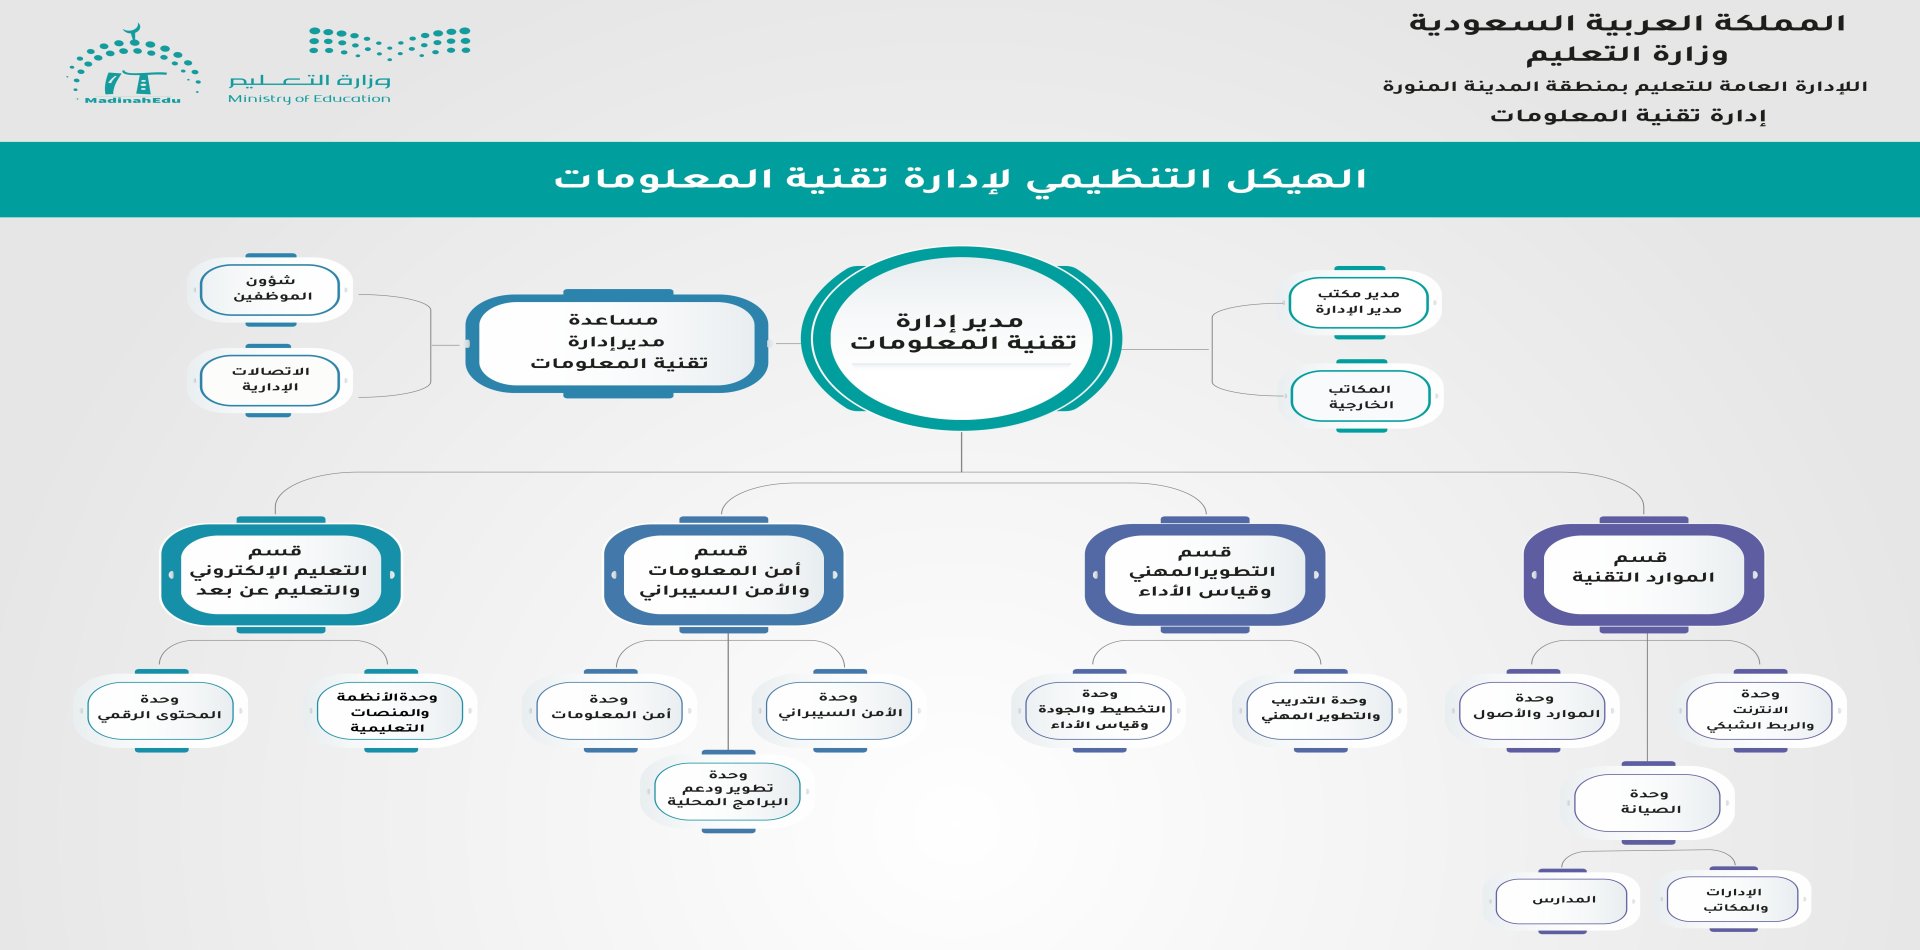 المملكة العربية السعودية
وزارة التعليم
اللإدارة العامة للتعليم بمنطقة المدينة المنورة
إدارة تقنية المعلومات
وزارة التعليم
Ministry of Education
MadinahEdu
الهيكل التنظيمي لإدارة تقنية المعلومات
مدير إدارة
تقنية المعلومات
مدير مكتب
مدير الإدارة
المكاتب
الخارجية
مساعدة
مديرإدارة
تقنية المعلومات
شؤون
الموظفين
الاتصالات
الإدارية
قسم
الموارد التقنية
قسم
التطويرالمهني
وقياس الأداء
قسم
أمن المعلومات
والأمن السيبراني
قسم
التعليم الإلكتروني
والتعليم عن بعد
وحدة
الانترنت
والربط الشبكي
وحدة
الموارد والأصول
وحدة
الصيانة
الإدارات
والمكاتب
المدارس
وحدة التدريب
والتطوير المهني
وحدة
التخطيط والجودة
وقياس الأداء
وحدة
الأمن السيبراني
وحدة
أمن المعلومات
وحدة
تطوير ودعم
البرامج المحلية
وحدةالأنظمة
والمنصات
التعليمية
وحدة
المحتوى الرقمي